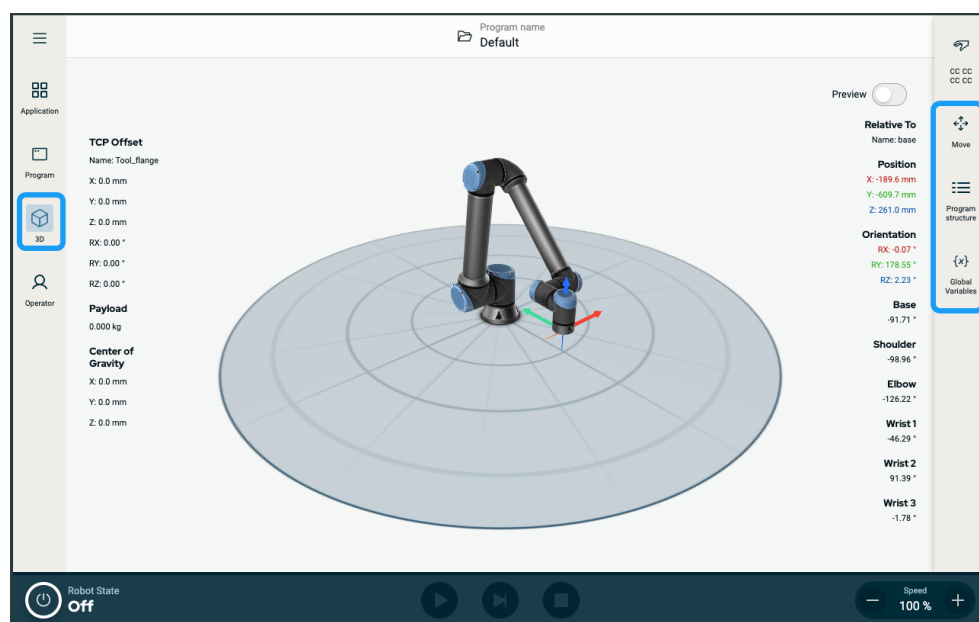 Program name
Default
Application
Program
3D
Operator
TCP Offset
Name: Tool_flange
X: 0.0 mm
Y: 0.0 mm
Z: 0.0 mm
RX: 0.00 °
RY: 0.00 °
RZ: 0.00 °
Payload
0.000 kg
Center of
Gravity
X: 0.0 mm
Y: 0.0 mm
Z: 0.0 mm
Preview
Relative To
Name: base
Position
X: -189.6 mm
Y: -609.7 mm
Z: 261.0 mm
Orientation
RX: -0.07 °
RY: 178.55 °
RZ: 2.23 °
Base
-91.71 °
Shoulder
-98.96 °
Elbow
-126.22 °
Wrist 1
-46.29 °
Wrist 2
91.39 °
Wrist 3
-1.78 °
CC CC
CC CC
Move
Program
structure
{x}
Global
Variables
Robot State
Off
Speed
100 %